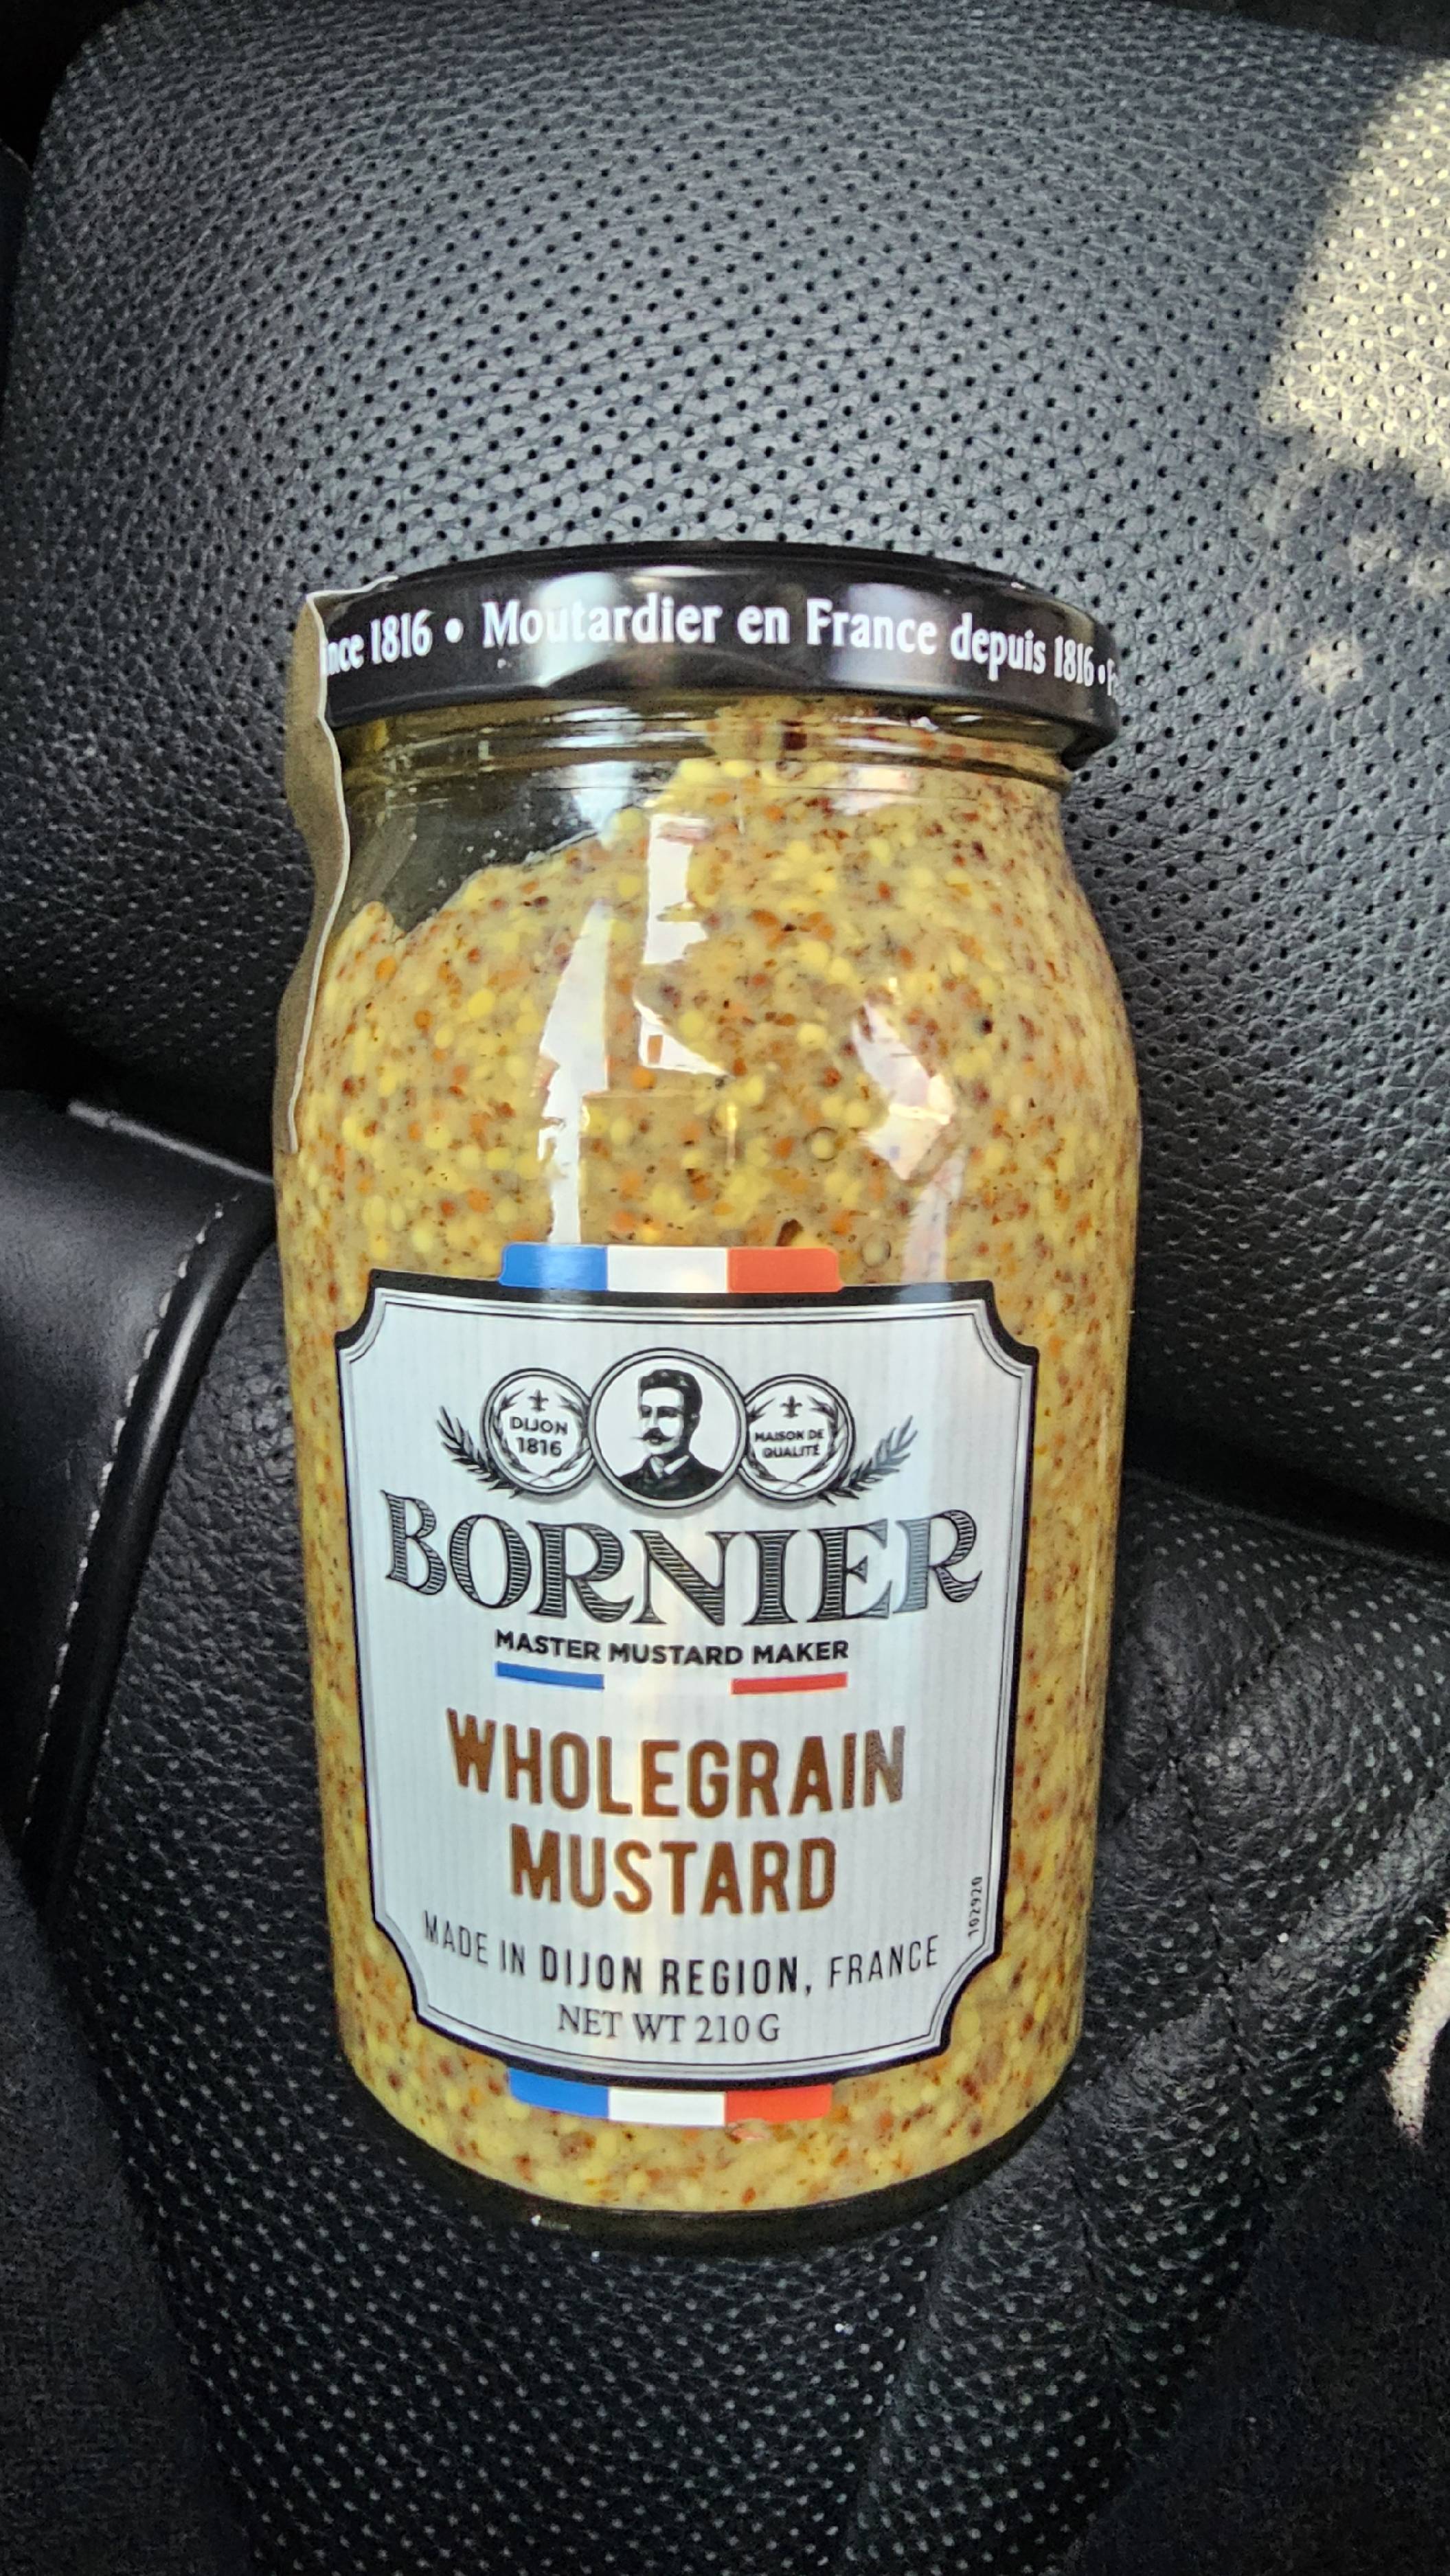 1816 • Moutardier en France depuis 1816 •
DIJON
1816
MAISON DE
QUALITÉ
BORNIER
MASTER MUSTARD MAKER
WHOLEGRAIN
MUSTARD
MADE IN DIJON REGION, FRANCE
NET WT 210 G
102920